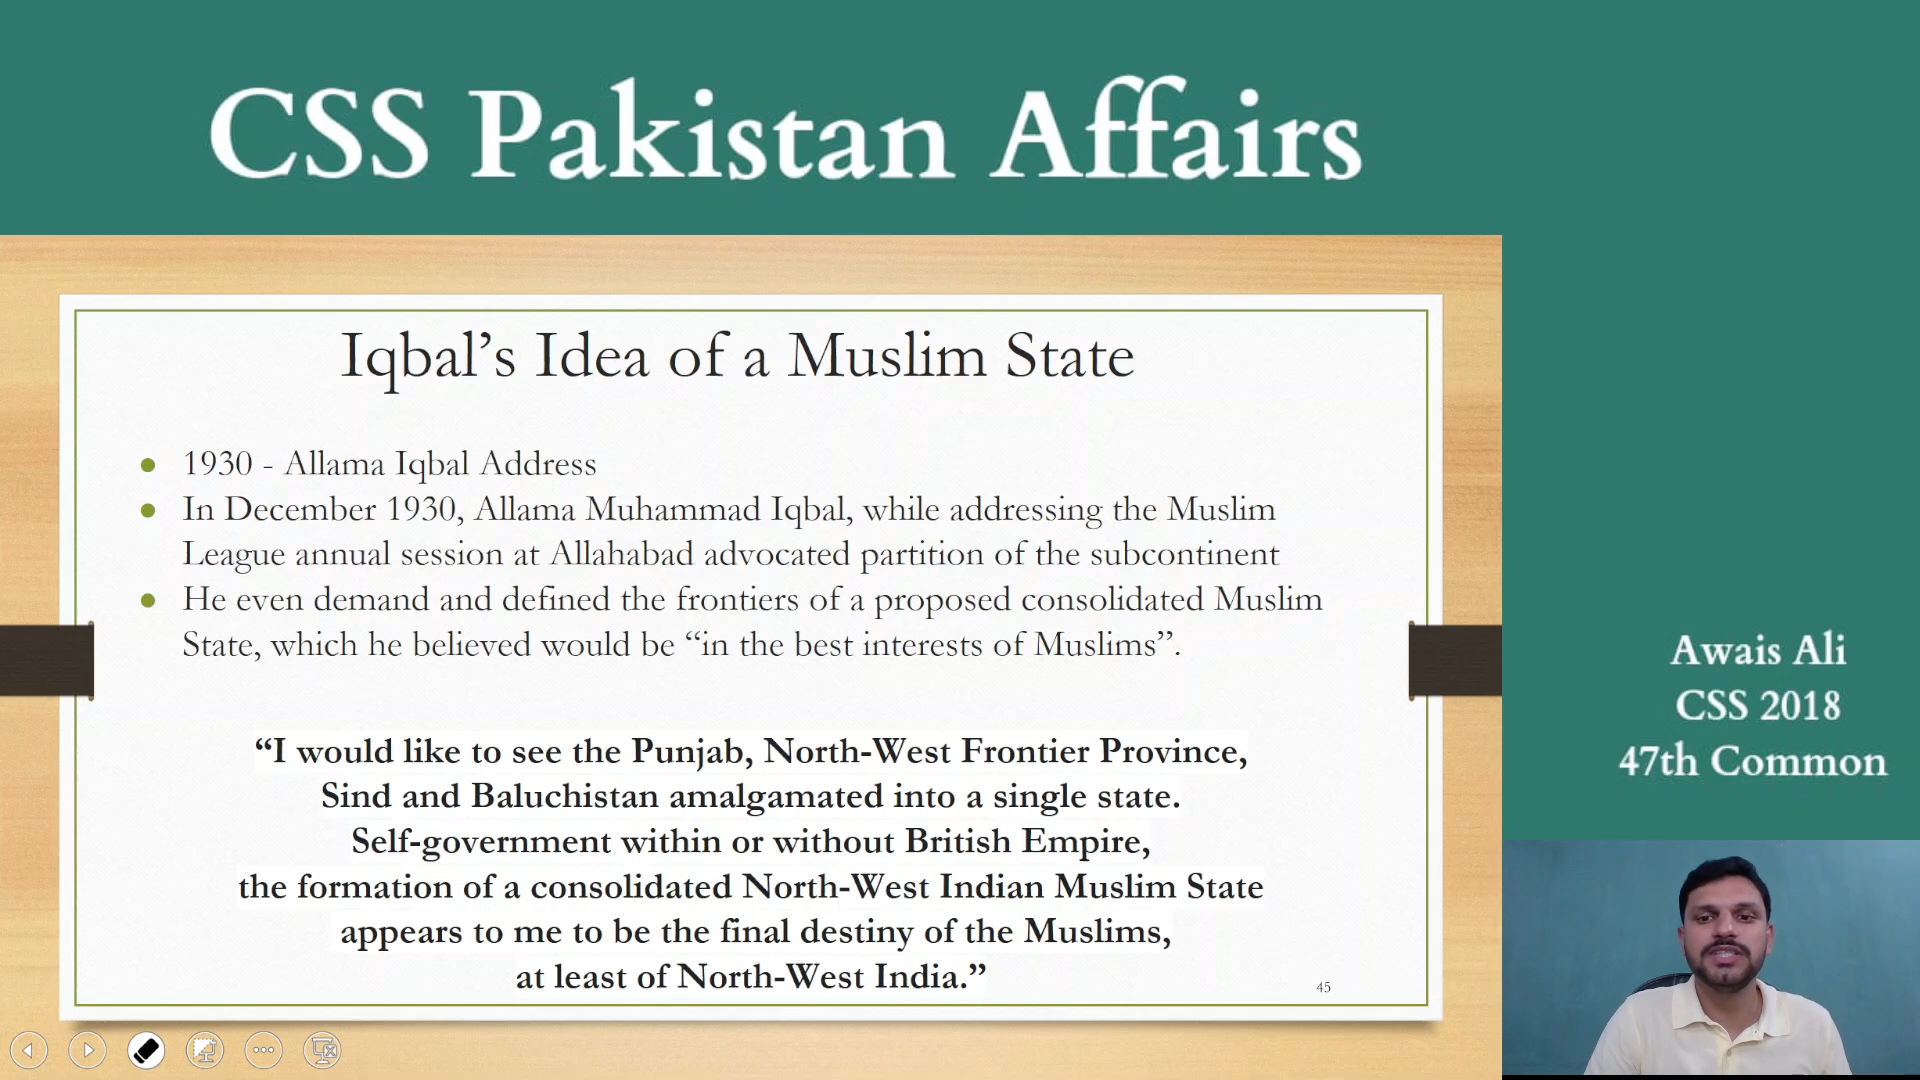 CSS Pakistan Affairs
Iqbal’s Idea of a Muslim State
● 1930 - Allama Iqbal Address
● In December 1930, Allama Muhammad Iqbal, while addressing the Muslim
League annual session at Allahabad advocated partition of the subcontinent
● He even demand and defined the frontiers of a proposed consolidated Muslim
State, which he believed would be “in the best interests of Muslims”.
“I would like to see the Punjab, North-West Frontier Province,
Sind and Baluchistan amalgamated into a single state.
Self-government within or without British Empire,
the formation of a consolidated North-West Indian Muslim State
appears to me to be the final destiny of the Muslims,
at least of North-West India.”
45
Awais Ali
CSS 2018
47th Common